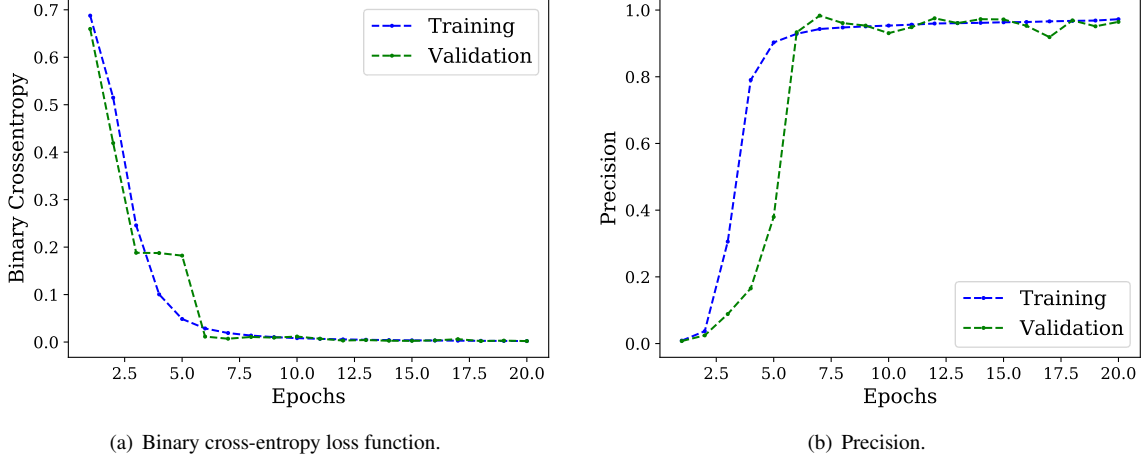 0.7
0.6
0.5
0.4
0.3
0.2
0.1
0.0
Binary Crossentropy
Training
Validation
2.5 5.0 7.5 10.0 12.5 15.0 17.5 20.0
Epochs
(a) Binary cross-entropy loss function.
1.0
0.8
0.6
0.4
0.2
0.0
Precision
Training
Validation
2.5 5.0 7.5 10.0 12.5 15.0 17.5 20.0
Epochs
(b) Precision.